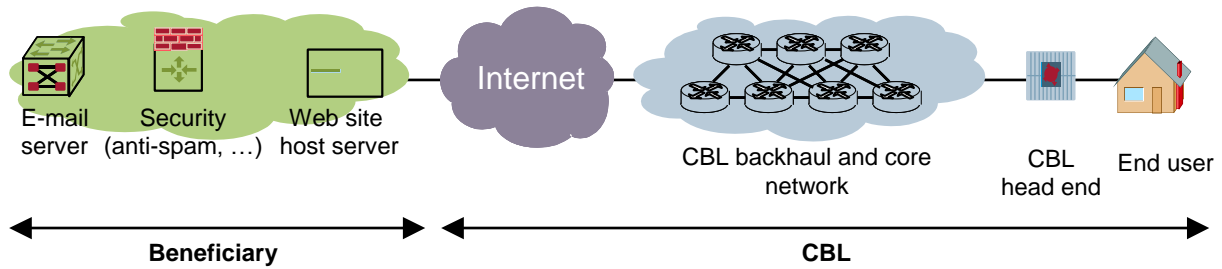 Internet
E-mail
server
Security
(anti-spam, …)
Web site
host server
CBL backhaul and core
network
CBL
head end
End user
Beneficiary
CBL